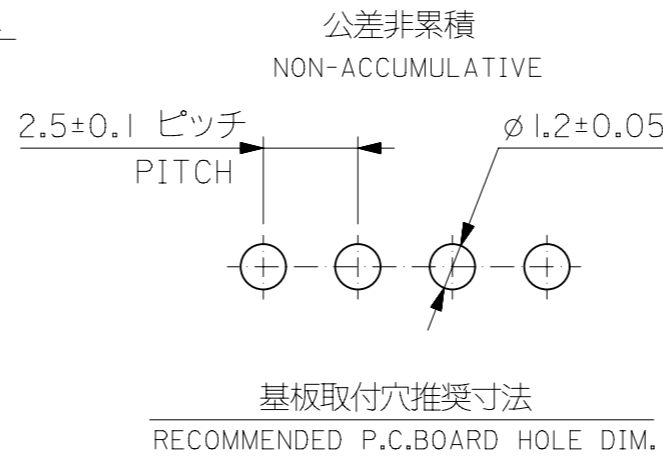 公差非累積
NON-ACCUMULATIVE
2.5±0.1 ピッチ
PITCH
φ1.2±0.05
基板取付穴推奨寸法
RECOMMENDED P.C.BOARD HOLE DIM.